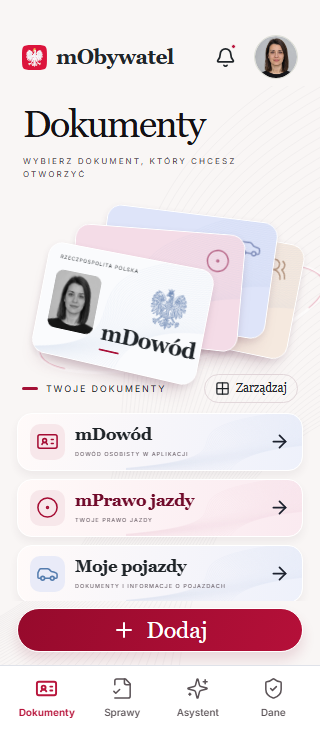 mObywatel
Dokumenty
WYBIERZ DOKUMENT, KTÓRY CHCESZ
OTWORZYĆ
RZECZPOSPOLITA POLSKA
mDowód
TWOJE DOKUMENTY
Zarządzaj
mDowód
DOWÓD OSOBISTY W APLIKACJI
mPrawo jazdy
TWOJE PRAWO JAZDY
Moje pojazdy
DOKUMENTY I INFORMACJE O POJAZDACH
Dodaj
Dokumenty
Sprawy
Asystent
Dane